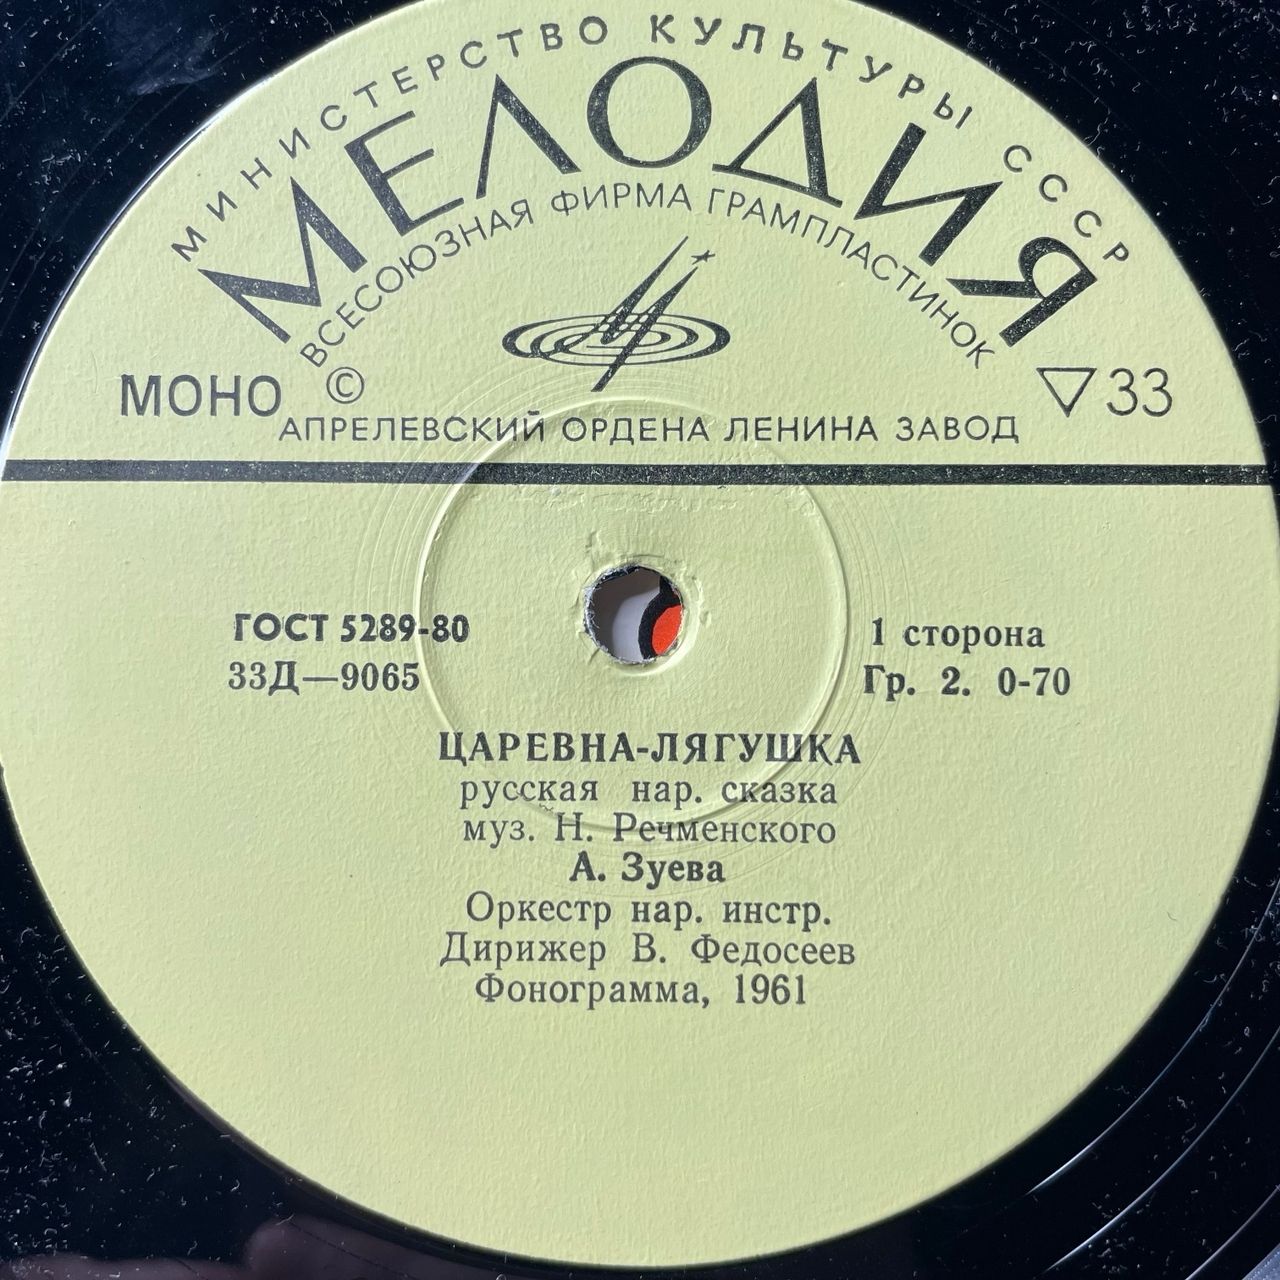 МИНИСТЕРСТВО КУЛЬТУРЫ СССР
МЕЛОДИЯ
ВСЕСОЮЗНАЯ ФИРМА ГРАМПЛАСТИНОК
МОНО © ▽33
АПРЕЛЕВСКИЙ ОРДЕНА ЛЕНИНА ЗАВОД
ГОСТ 5289-80
33Д—9065
1 сторона
Гр. 2. 0-70
ЦАРЕВНА-ЛЯГУШКА
русская нар. сказка
муз. Н. Речменского
А. Зуева
Оркестр нар. инстр.
Дирижер В. Федосеев
Фонограмма, 1961